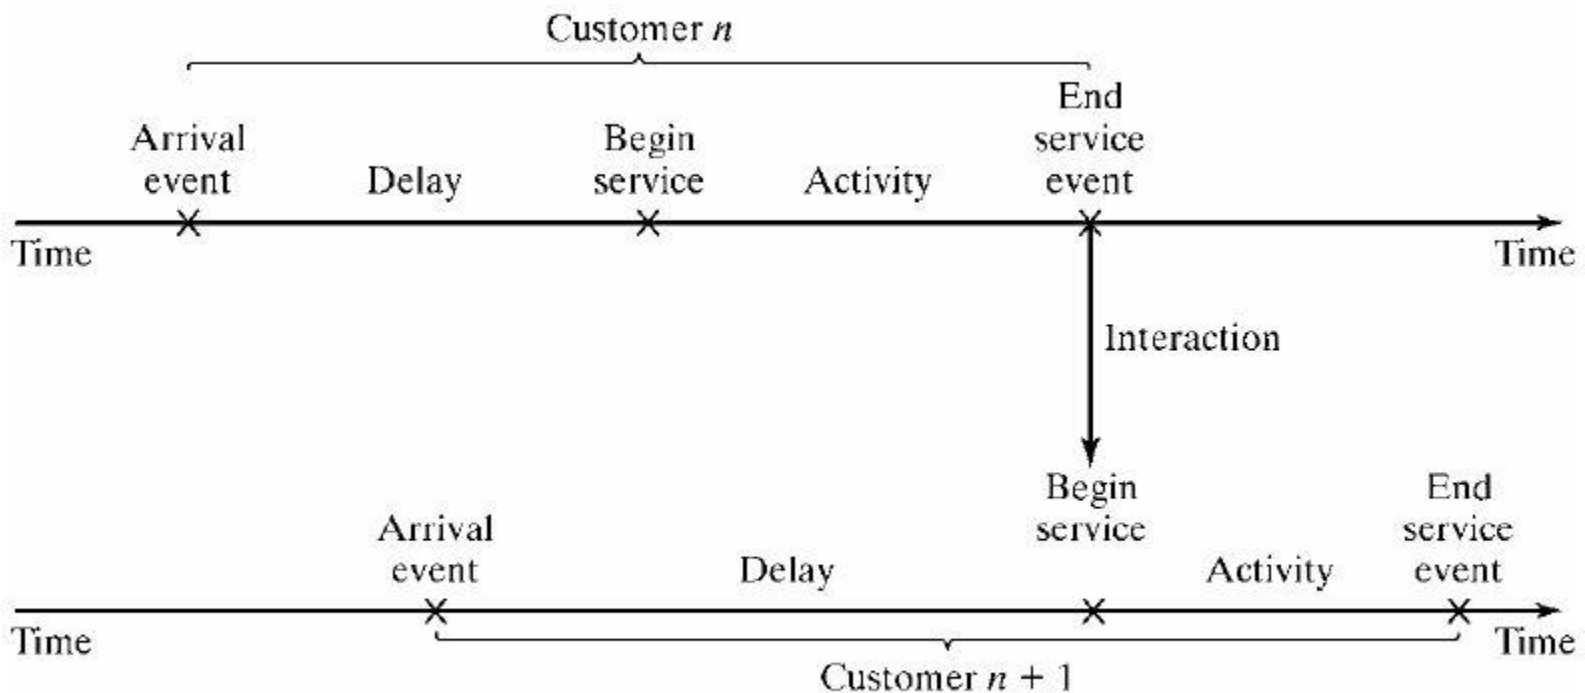 Customer n
Arrival
event
Delay
Begin
service
Activity
End
service
event
Time
Time
Interaction
Arrival
event
Delay
Begin
service
Activity
End
service
event
Time
Time
Customer n + 1